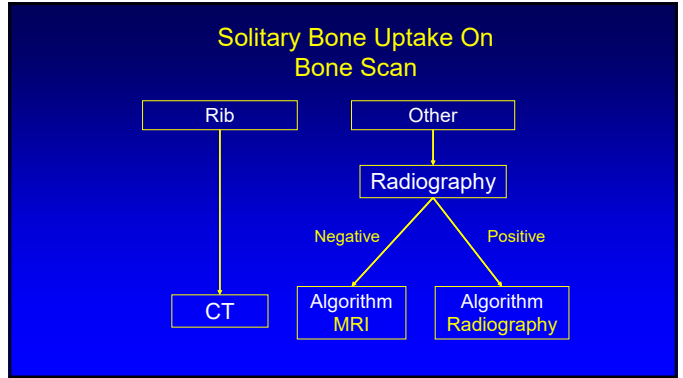 Solitary Bone Uptake On
Bone Scan
Rib
Other
Radiography
Negative
Positive
CT
Algorithm
MRI
Algorithm
Radiography